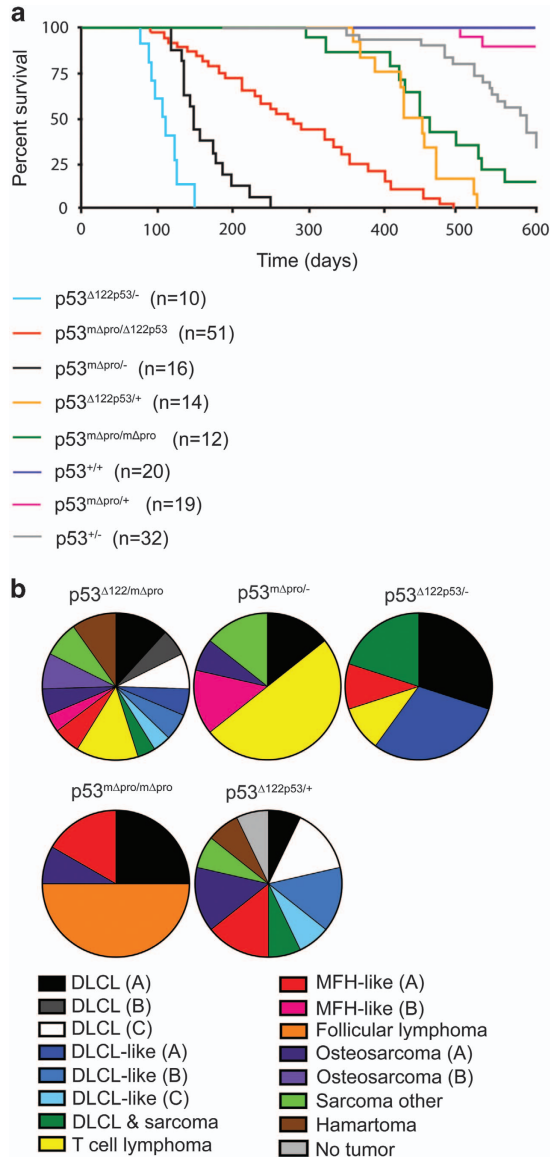 a
Percent survival
100
75
50
25
0
0 100 200 300 400 500 600
Time (days)
p53Δ122p53/- (n=10)
p53mΔpro/Δ122p53 (n=51)
p53mΔpro/- (n=16)
p53Δ122p53/+ (n=14)
p53mΔpro/mΔpro (n=12)
p53+/+ (n=20)
p53mΔpro/+ (n=19)
p53+/- (n=32)
b
p53Δ122/mΔpro p53mΔpro/- p53Δ122p53/-
p53mΔpro/mΔpro p53Δ122p53/+
DLCL (A)
DLCL (B)
DLCL (C)
DLCL-like (A)
DLCL-like (B)
DLCL-like (C)
DLCL & sarcoma
T cell lymphoma
MFH-like (A)
MFH-like (B)
Follicular lymphoma
Osteosarcoma (A)
Osteosarcoma (B)
Sarcoma other
Hamartoma
No tumor